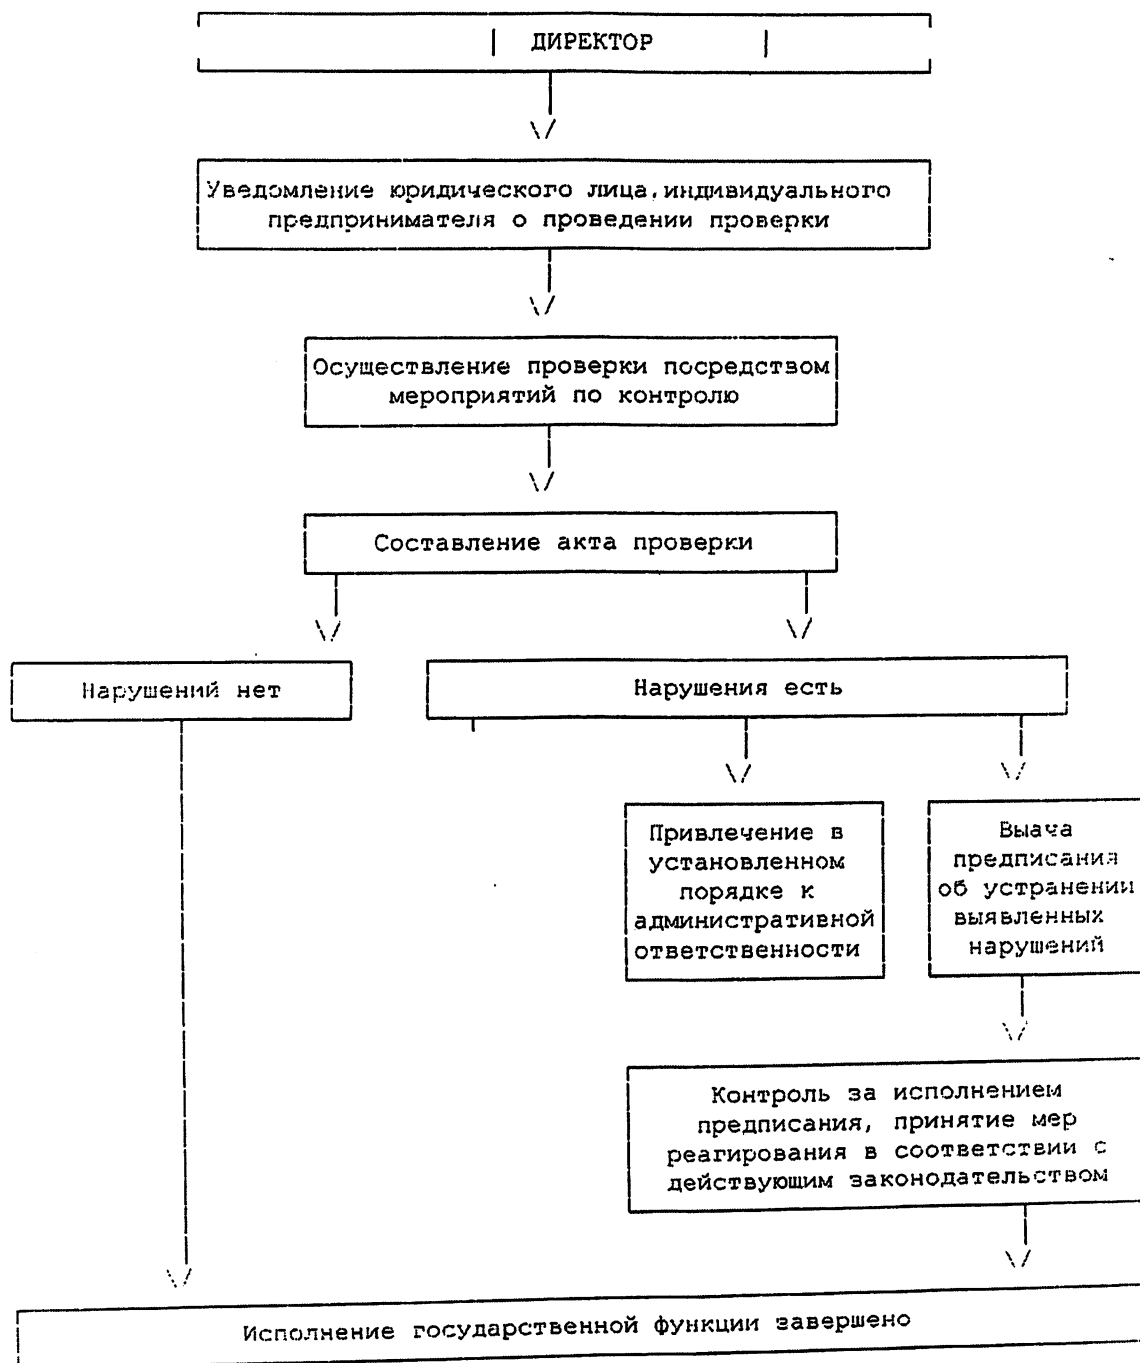 ДИРЕКТОР
Уведомление юридического лица, индивидуального
предпринимателя о проведении проверки
Осуществление проверки посредством
мероприятий по контролю
Составление акта проверки
Нарушений нет
Нарушения есть
Привлечение в
установленном
порядке к
административной
ответственности
Выача
предписания
об устранении
выявленных
нарушений
Контроль за исполнением
предписания, принятие мер
реагирования в соответствии с
действующим законодательством
Исполнение государственной функции завершено